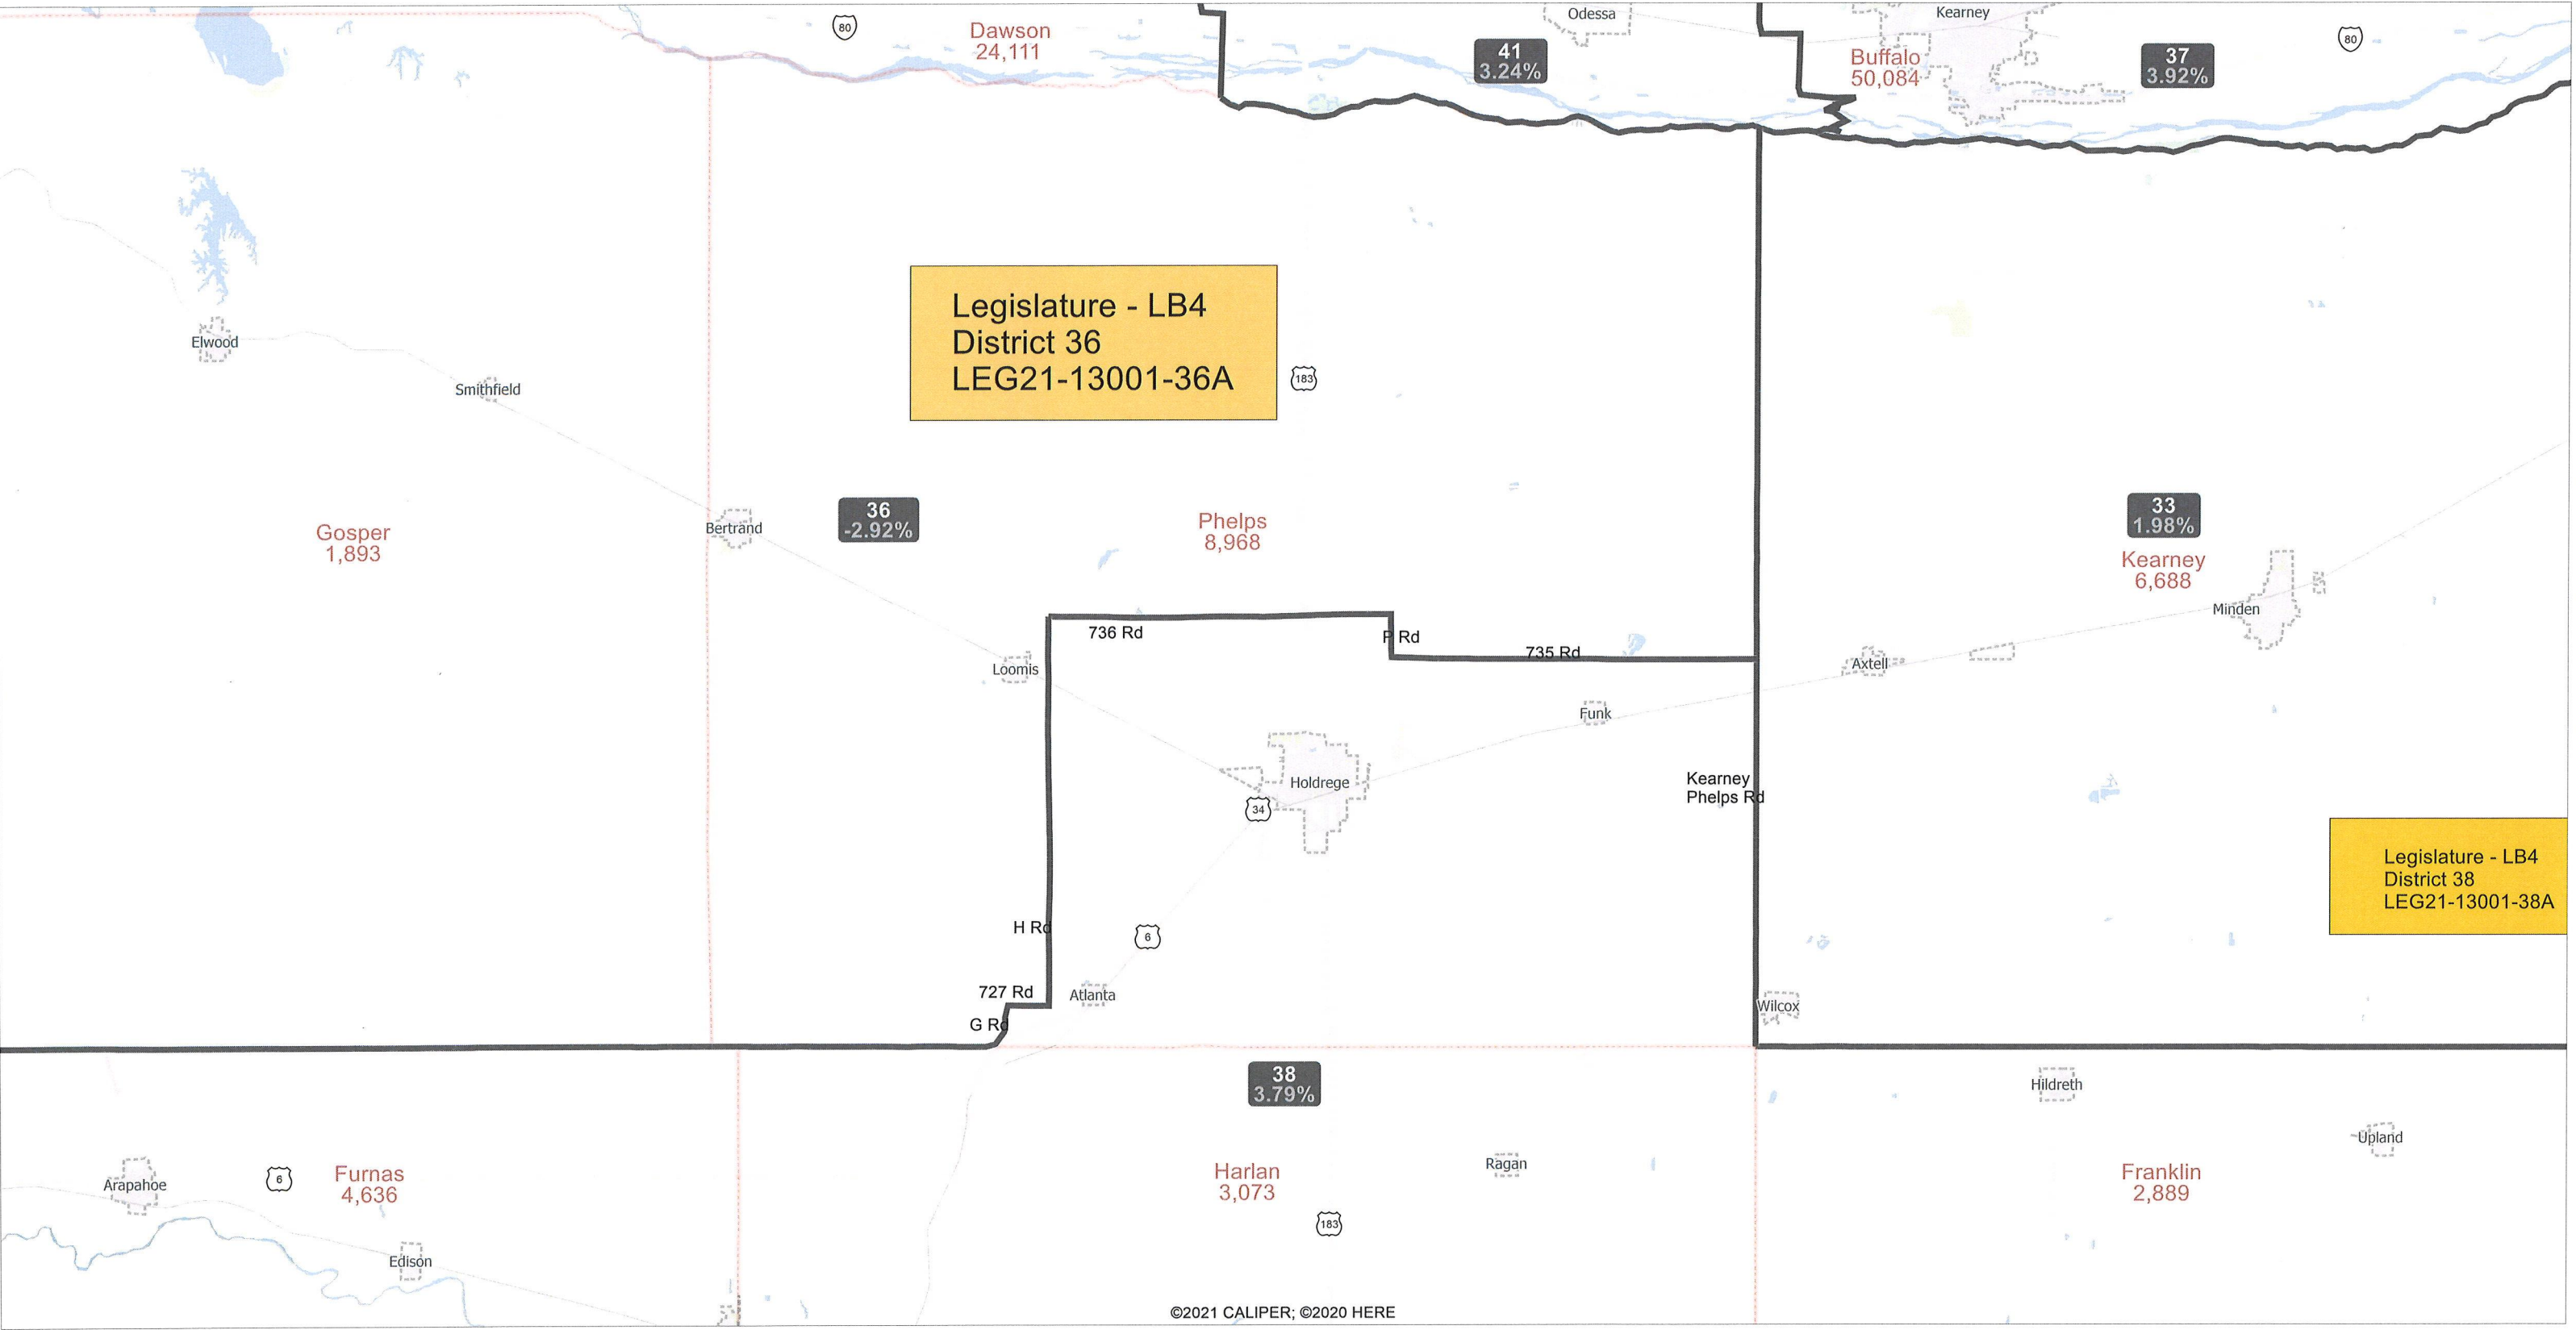 80
Dawson
24,111
Odessa
41
3.24%
Kearney
Buffalo
50,084
37
3.92%
80
Legislature - LB4
District 36
LEG21-13001-36A
183
Elwood
Smithfield
Gosper
1,893
Bertrand
36
-2.92%
Phelps
8,968
33
1.98%
Kearney
6,688
Minden
736 Rd
P Rd
735 Rd
Loomis
Axtell
Funk
Holdrege
34
Kearney
Phelps Rd
Legislature - LB4
District 38
LEG21-13001-38A
H Rd
6
727 Rd
Atlanta
G Rd
Wilcox
38
3.79%
Hildreth
Upland
Arapahoe
6
Furnas
4,636
Harlan
3,073
Ragan
183
Franklin
2,889
Edison
©2021 CALIPER; ©2020 HERE